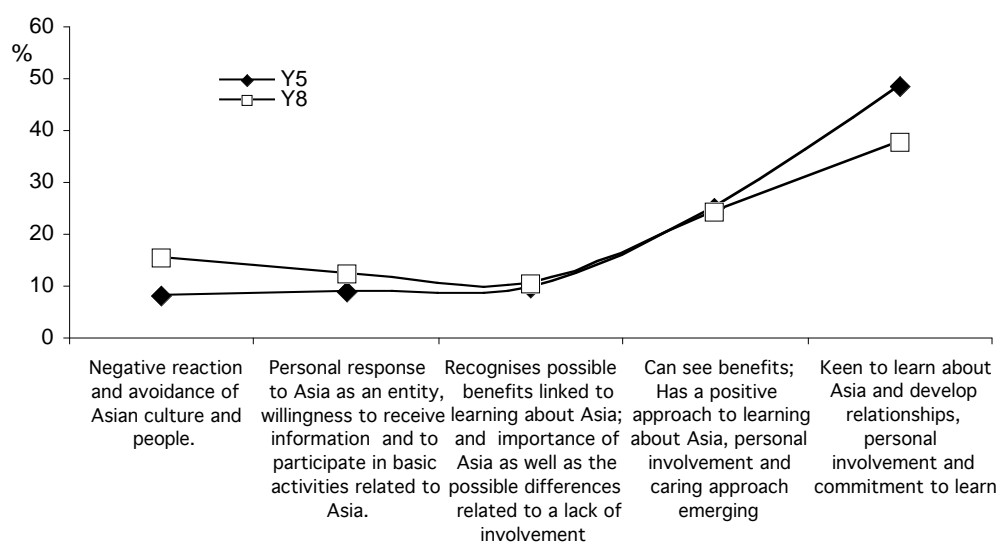 60
%
50
40
30
20
10
0
Y5
Y8
Negative reaction
and avoidance of
Asian culture and
people.
Personal response
to Asia as an entity,
willingness to receive
information and to
participate in basic
activities related to
Asia.
Recognises possible
benefits linked to
learning about Asia;
and importance of
Asia as well as the
possible differences
related to a lack of
involvement
Can see benefits;
Has a positive
approach to learning
about Asia, personal
involvement and
caring approach
emerging
Keen to learn about
Asia and develop
relationships,
personal
involvement and
commitment to learn